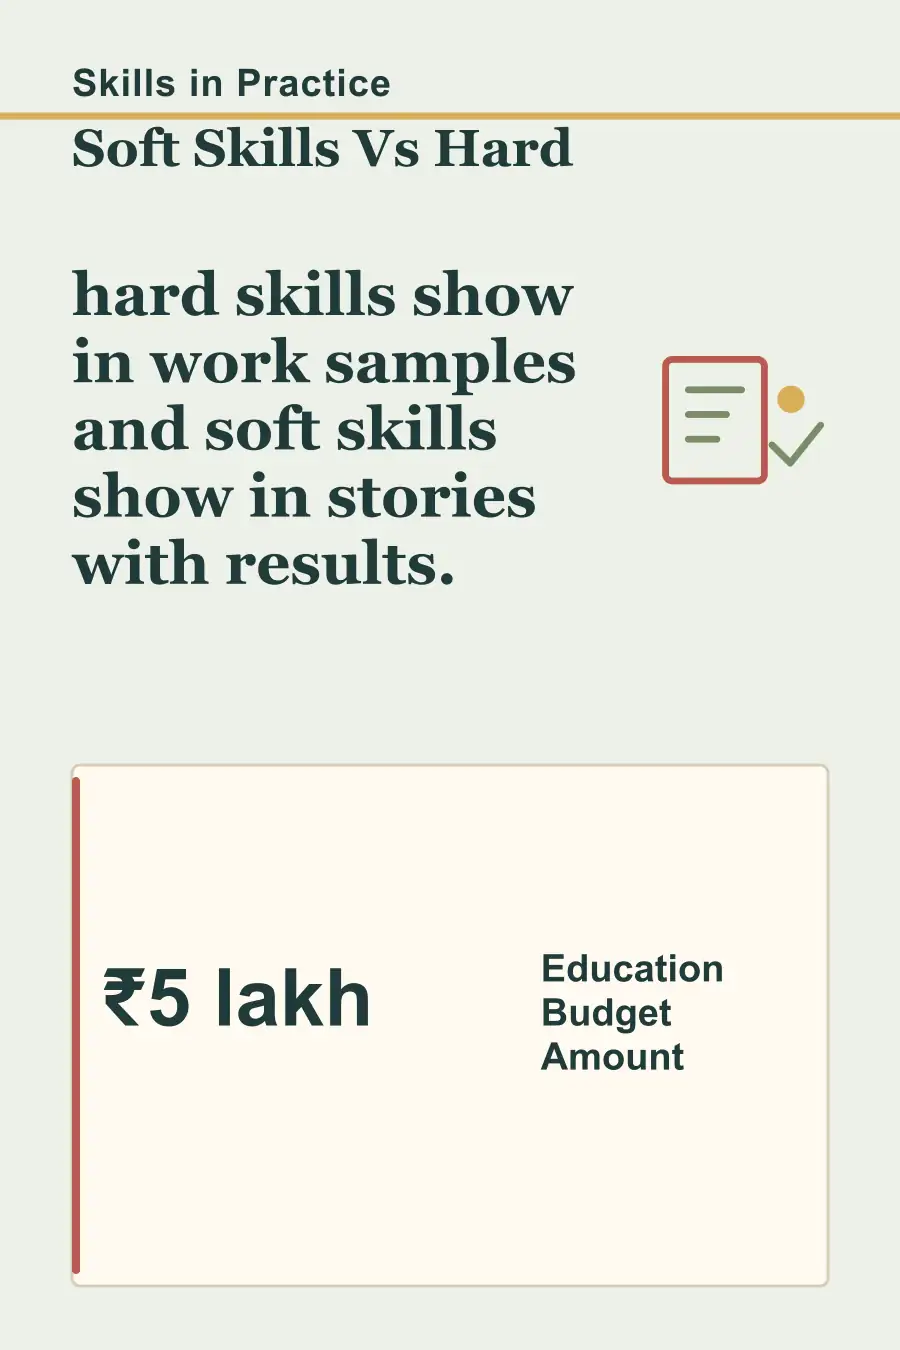 Skills in Practice
Soft Skills Vs Hard
hard skills show
in work samples
and soft skills
show in stories
with results.
₹5 lakh
Education
Budget
Amount